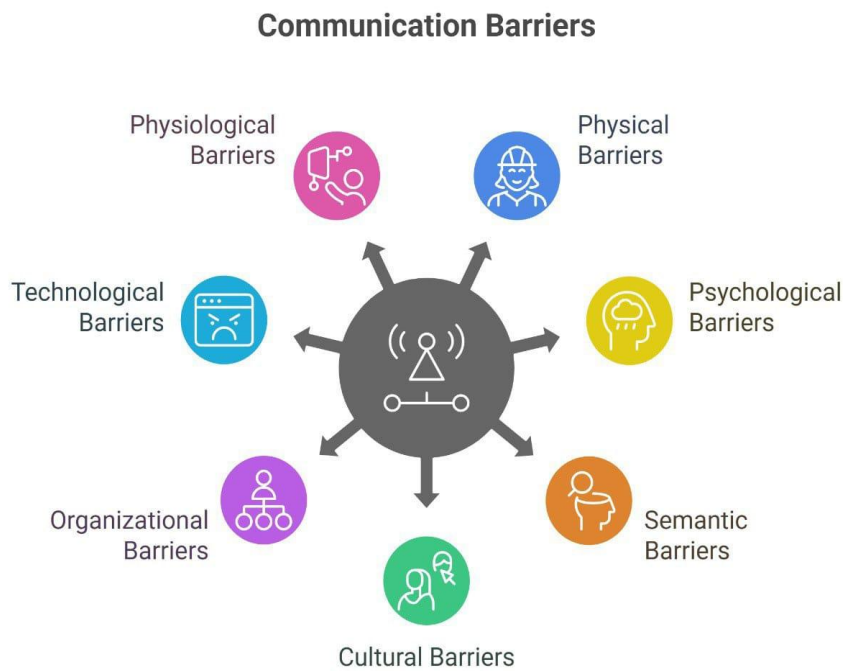 Communication Barriers
Physiological
Barriers
Physical
Barriers
Technological
Barriers
Psychological
Barriers
Organizational
Barriers
Semantic
Barriers
Cultural Barriers